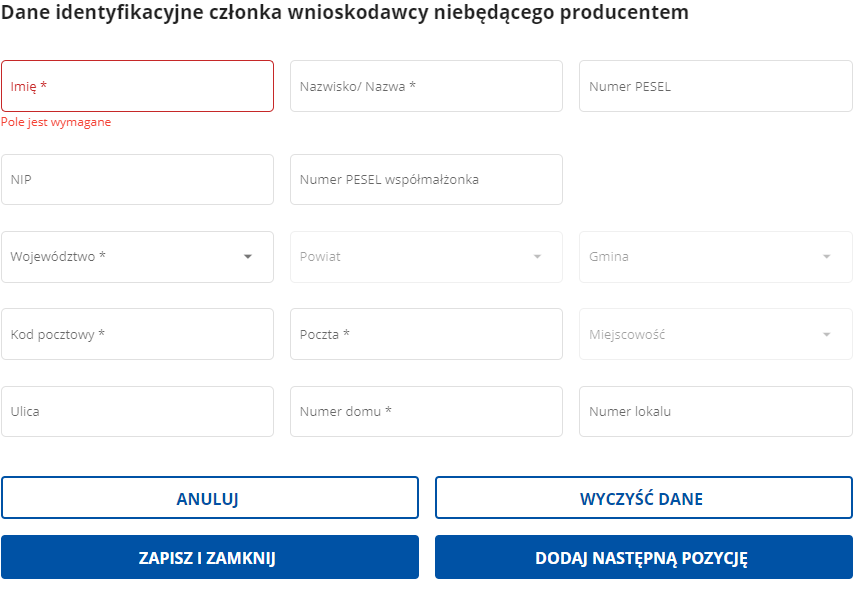 Dane identyfikacyjne członka wnioskodawcy niebędącego producentem
Imię *
Nazwisko/ Nazwa *
Numer PESEL
Pole jest wymagane
NIP
Numer PESEL współmałżonka
Województwo *
Powiat
Gmina
Kod pocztowy *
Poczta *
Miejscowość
Ulica
Numer domu *
Numer lokalu
ANULUJ
WYCZYŚĆ DANE
ZAPISZ I ZAMKNIJ
DODAJ NASTĘPNĄ POZYCJĘ